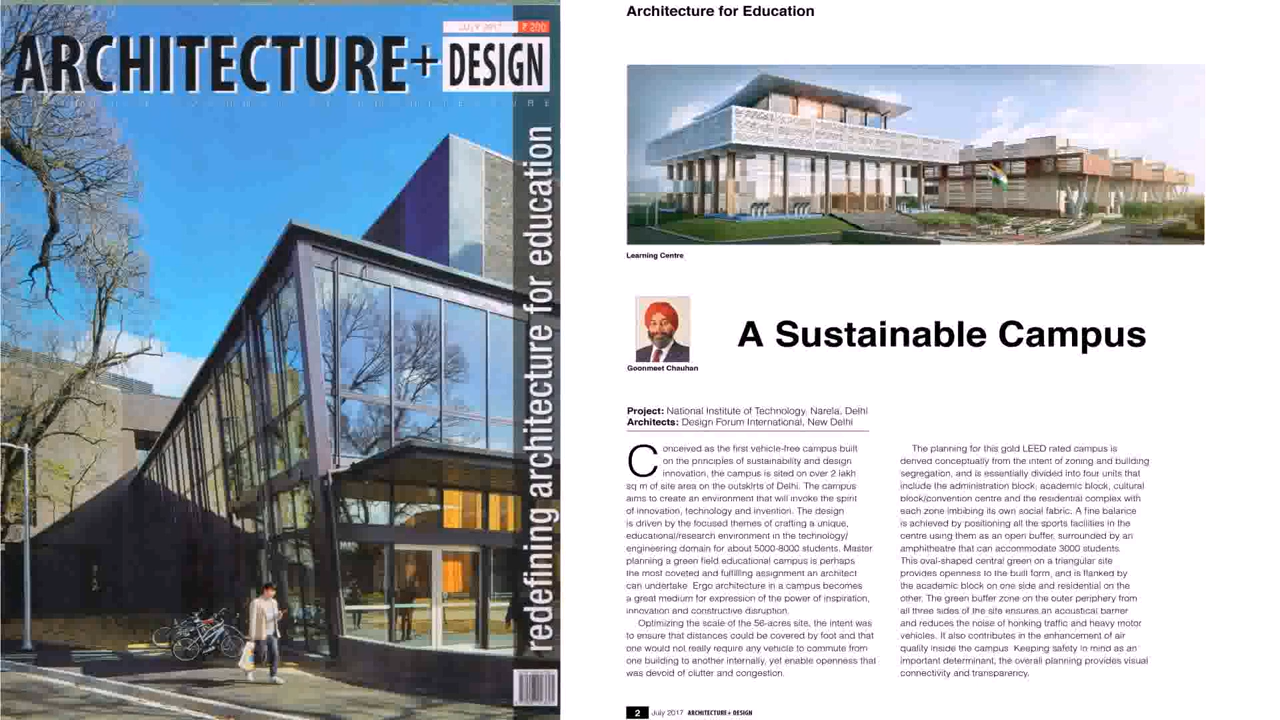 July 2017
₹ 200
ARCHITECTURE+
DESIGN
redefining architecture for education
Architecture for Education
Learning Centre
Goonmeet Chauhan
A Sustainable Campus
Project: National Institute of Technology, Narela, Delhi
Architects: Design Forum International, New Delhi
Conceived as the first vehicle-free campus built
on the principles of sustainability and design
innovation, the campus is sited on over 2 lakh
sq m of site area on the outskirts of Delhi. The campus
aims to create an environment that will invoke the spirit
of innovation, technology and invention. The design
is driven by the focused themes of crafting a unique,
educational/research environment in the technology/
engineering domain for about 5000-8000 students. Master
planning a green field educational campus is perhaps
the most coveted and fulfilling assignment an architect
can undertake. Ergo architecture in a campus becomes
a great medium for expression of the power of inspiration,
innovation and constructive disruption.
Optimizing the scale of the 56-acres site, the intent was
to ensure that distances could be covered by foot and that
one would not really require any vehicle to commute from
one building to another internally, yet enable openness that
was devoid of clutter and congestion.
The planning for this gold LEED rated campus is
derived conceptually from the intent of zoning and building
segregation, and is essentially divided into four units that
include the administration block, academic block, cultural
block/convention centre and the residential complex with
each zone imbibing its own social fabric. A fine balance
is achieved by positioning all the sports facilities in the
centre using them as an open buffer, surrounded by an
amphitheatre that can accommodate 3000 students.
This oval-shaped central green on a triangular site
provides openness to the built form, and is flanked by
the academic block on one side and residential on the
other. The green buffer zone on the outer periphery from
all three sides of the site ensures an acoustical barrier
and reduces the noise of honking traffic and heavy motor
vehicles. It also contributes in the enhancement of air
quality inside the campus. Keeping safety in mind as an
important determinant, the overall planning provides visual
connectivity and transparency.
2 July 2017 ARCHITECTURE+ DESIGN